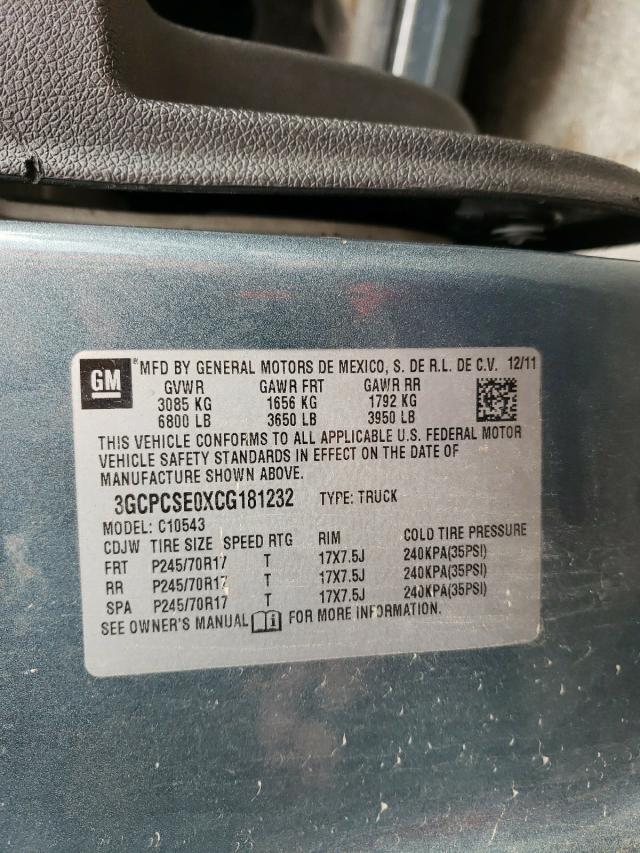 GM ® MFD BY GENERAL MOTORS DE MEXICO, S. DE R.L. DE C.V. 12/11
GVWR GAWR FRT GAWR RR
3085 KG 1656 KG 1792 KG
6800 LB 3650 LB 3950 LB
THIS VEHICLE CONFORMS TO ALL APPLICABLE U.S. FEDERAL MOTOR
VEHICLE SAFETY STANDARDS IN EFFECT ON THE DATE OF
MANUFACTURE SHOWN ABOVE.
3GCPCSE0XCG181232 TYPE: TRUCK
MODEL: C10543
CDJW TIRE SIZE SPEED RTG RIM COLD TIRE PRESSURE
FRT P245/70R17 T 17X7.5J 240KPA(35PSI)
RR P245/70R17 T 17X7.5J 240KPA(35PSI)
SPA P245/70R17 T 17X7.5J 240KPA(35PSI)
SEE OWNER'S MANUAL i FOR MORE INFORMATION.